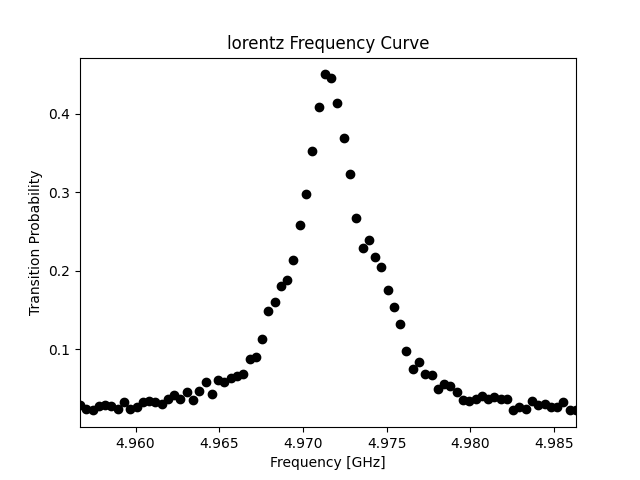 lorentz Frequency Curve
Transition Probability
0.4
0.3
0.2
0.1
4.960 4.965 4.970 4.975 4.980 4.985
Frequency [GHz]